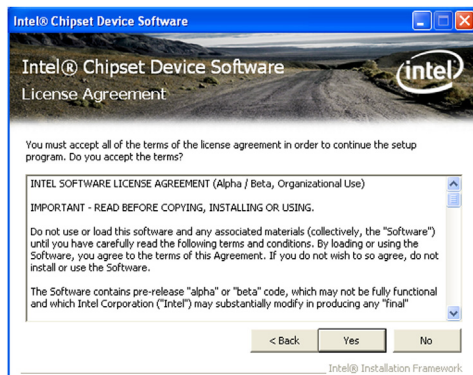 Intel® Chipset Device Software
Intel® Chipset Device Software
License Agreement
intel
You must accept all of the terms of the license agreement in order to continue the setup
program. Do you accept the terms?
INTEL SOFTWARE LICENSE AGREEMENT (Alpha / Beta, Organizational Use)
IMPORTANT - READ BEFORE COPYING, INSTALLING OR USING.
Do not use or load this software and any associated materials (collectively, the "Software")
until you have carefully read the following terms and conditions. By loading or using the
Software, you agree to the terms of this Agreement. If you do not wish to so agree, do not
install or use the Software.
The Software contains pre-release "alpha" or "beta" code, which may not be fully functional
and which Intel Corporation ("Intel") may substantially modify in producing any "final"
< Back Yes No
Intel® Installation Framework